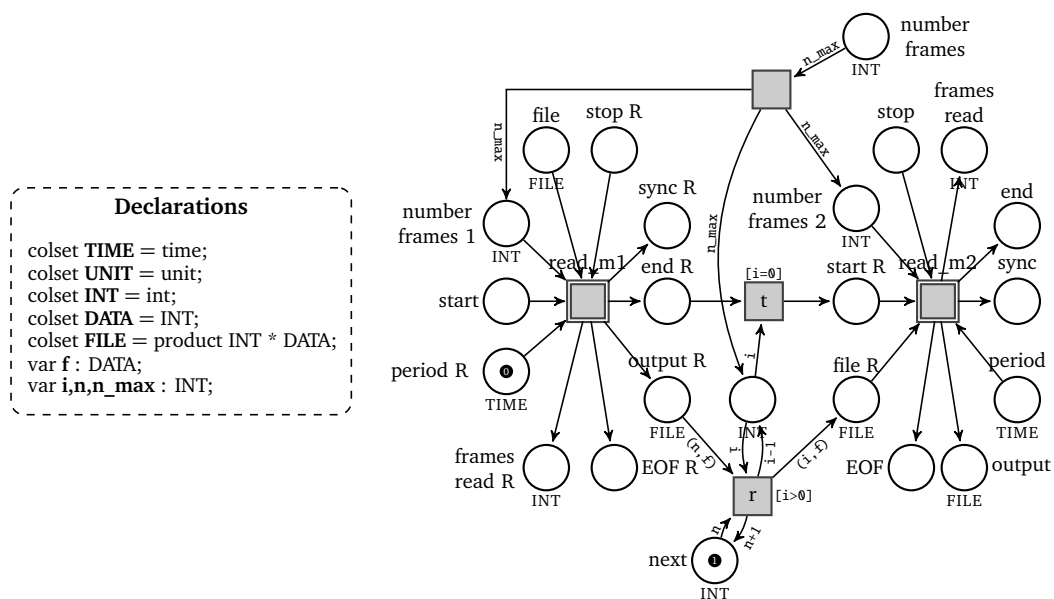 Declarations
colset TIME = time;
colset UNIT = unit;
colset INT = int;
colset DATA = INT;
colset FILE = product INT * DATA;
var f : DATA;
var i,n,n_max : INT;
number
frames
INT
n_max
n_max
n_max
n_max
file
FILE
stop R
sync R
number
frames 1
INT
read_m1
end R
start
period R
0
TIME
output R
FILE
frames
read R
INT
EOF R
[i=0]
t
i
INT
i
i-1
(n,f)
(i,f)
r
[i>0]
n
n+1
next
1
INT
stop
frames
read
INT
number
frames 2
INT
end
read_m2
sync
start R
file R
FILE
period
TIME
EOF
output
FILE